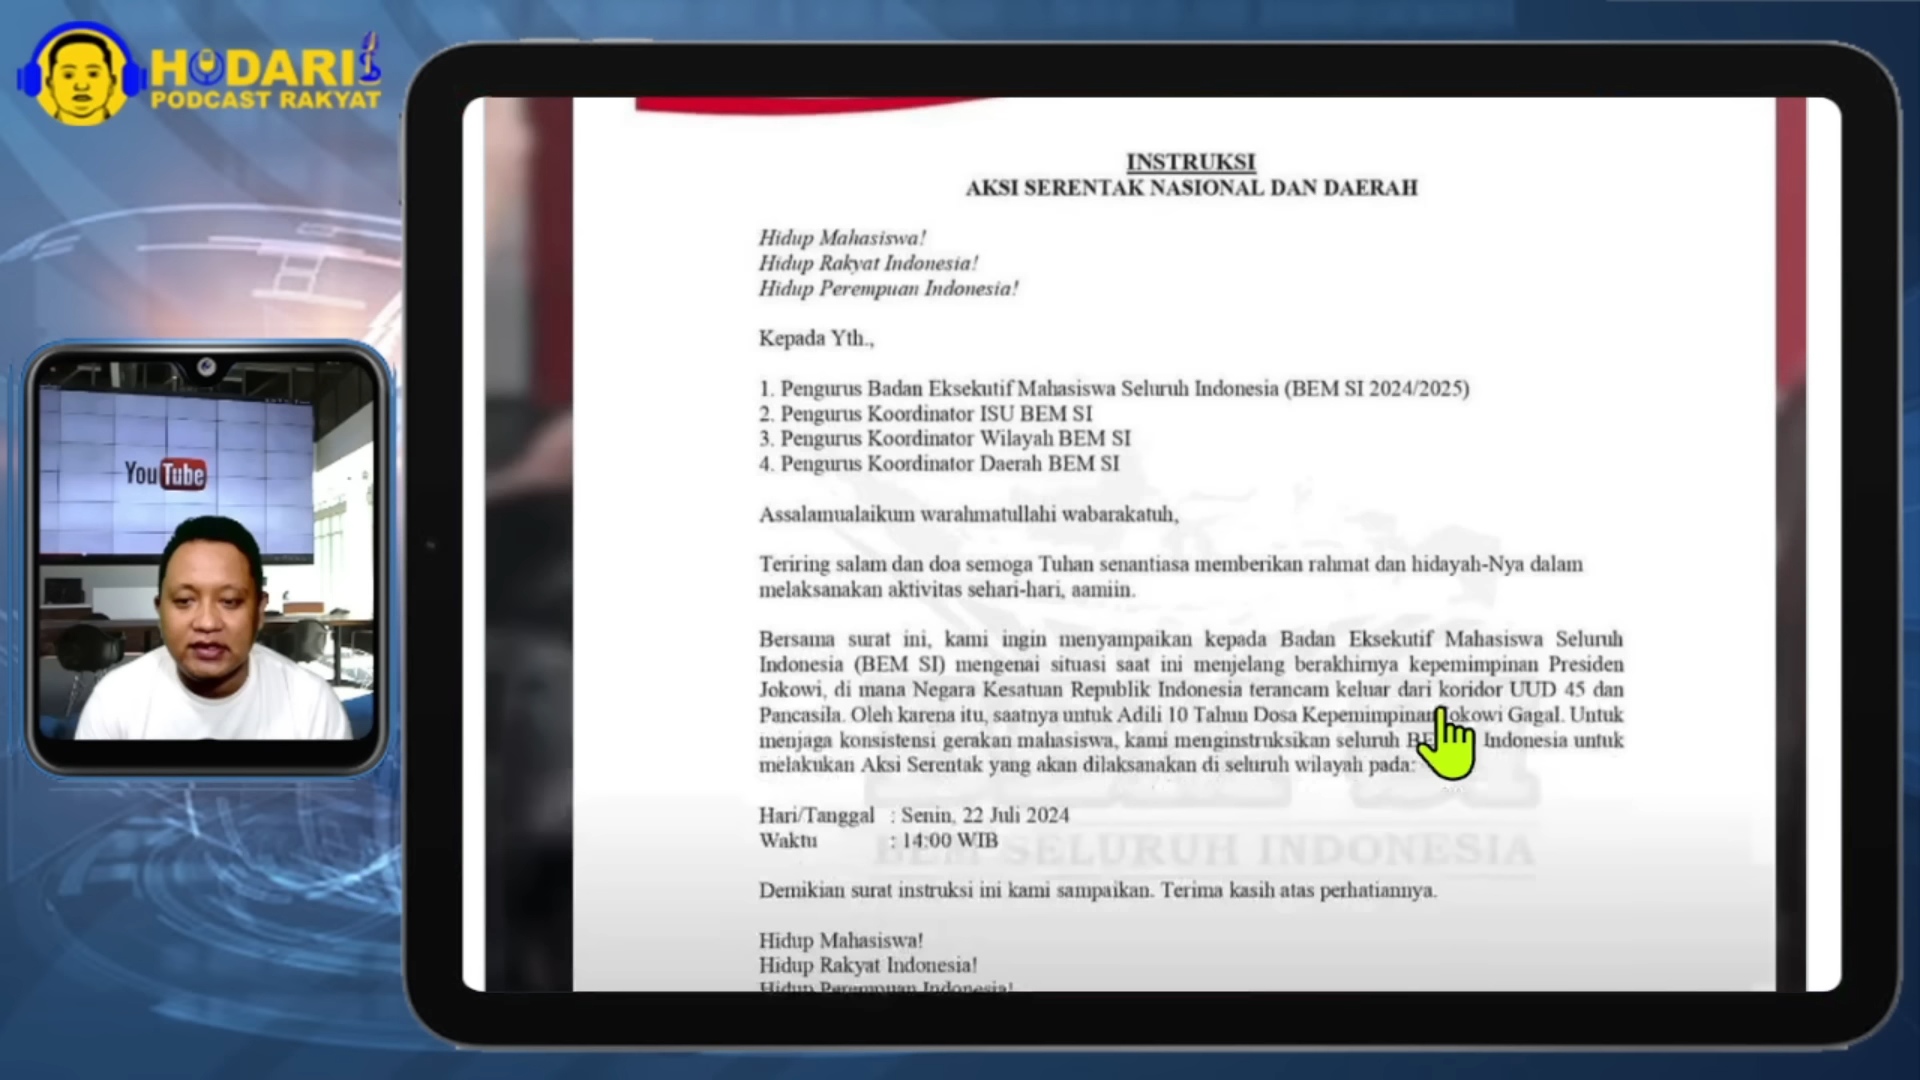 HODARI
PODCAST RAKYAT
YouTube
INSTRUKSI
AKSI SERENTAK NASIONAL DAN DAERAH
Hidup Mahasiswa!
Hidup Rakyat Indonesia!
Hidup Perempuan Indonesia!
Kepada Yth.,
1. Pengurus Badan Eksekutif Mahasiswa Seluruh Indonesia (BEM SI 2024/2025)
2. Pengurus Koordinator ISU BEM SI
3. Pengurus Koordinator Wilayah BEM SI
4. Pengurus Koordinator Daerah BEM SI
Assalamualaikum warahmatullahi wabarakatuh,
Teriring salam dan doa semoga Tuhan senantiasa memberikan rahmat dan hidayah-Nya dalam
melaksanakan aktivitas sehari-hari, aamiin.
Bersama surat ini, kami ingin menyampaikan kepada Badan Eksekutif Mahasiswa Seluruh
Indonesia (BEM SI) mengenai situasi saat ini menjelang berakhirnya kepemimpinan Presiden
Jokowi, di mana Negara Kesatuan Republik Indonesia terancam keluar dari koridor UUD 45 dan
Pancasila. Oleh karena itu, saatnya untuk Adili 10 Tahun Dosa Kepemimpinan Jokowi Gagal. Untuk
menjaga konsistensi gerakan mahasiswa, kami menginstruksikan seluruh Indonesia untuk
melakukan Aksi Serentak yang akan dilaksanakan di seluruh wilayah pada:
Hari/Tanggal : Senin, 22 Juli 2024
Waktu : 14:00 WIB
BEM SI
BEM SELURUH INDONESIA
Demikian surat instruksi ini kami sampaikan. Terima kasih atas perhatiannya.
Hidup Mahasiswa!
Hidup Rakyat Indonesia!
Hidup Perempuan Indonesia!